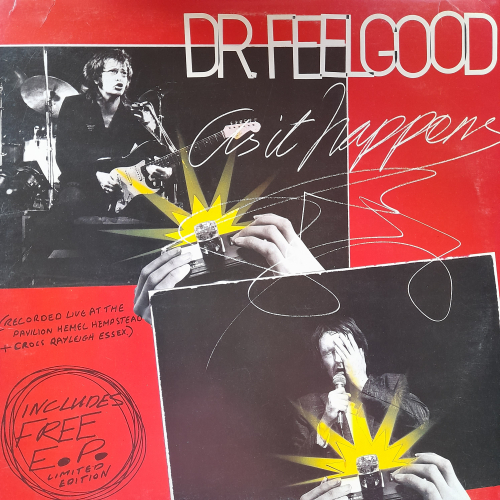 DR. FEELGOOD
As it happens
(RECORDED LIVE AT THE
PAVILION HEMEL HEMPSTEAD
+ CROCS RAYLEIGH ESSEX)
INCLUDES
FREE
E.P.
LIMITED
EDITION